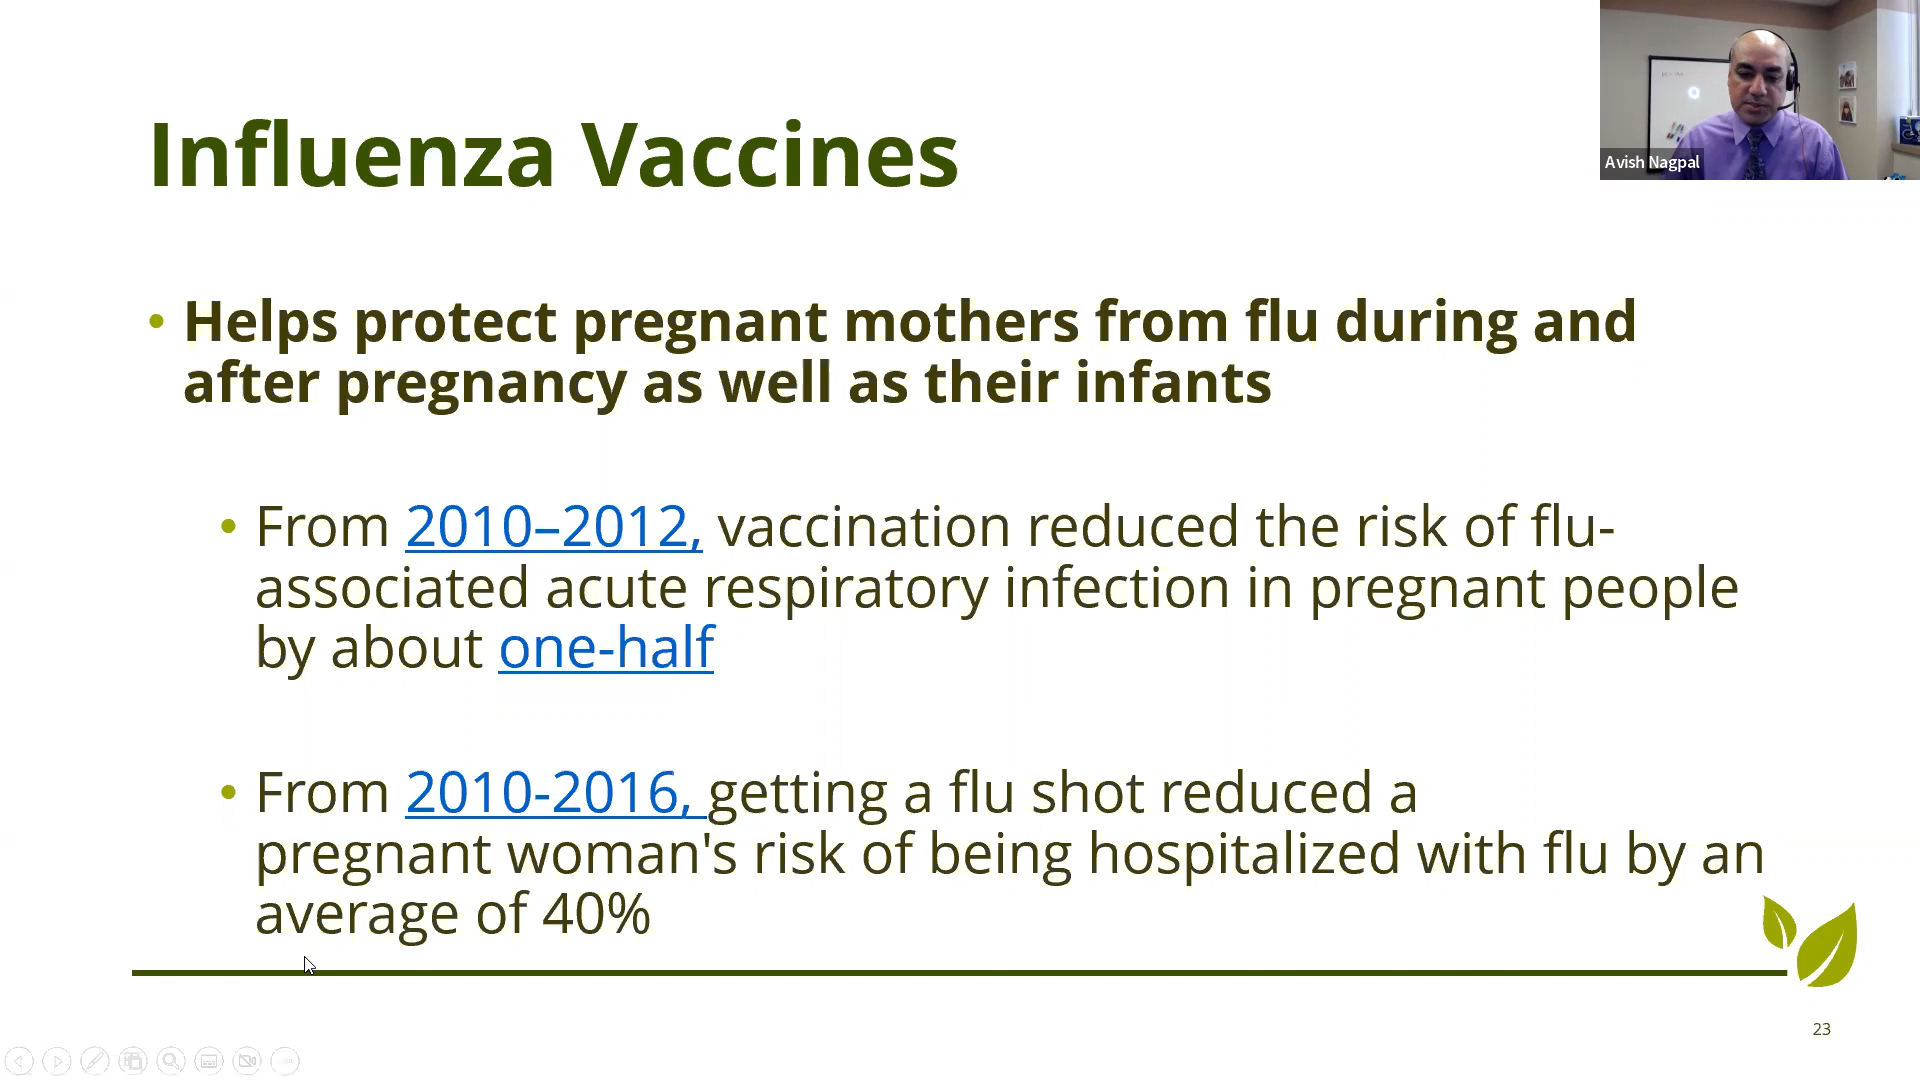 Influenza Vaccines
Avish Nagpal
• Helps protect pregnant mothers from flu during and
after pregnancy as well as their infants
• From 2010–2012, vaccination reduced the risk of flu-
associated acute respiratory infection in pregnant people
by about one-half
• From 2010-2016, getting a flu shot reduced a
pregnant woman's risk of being hospitalized with flu by an
average of 40%
23